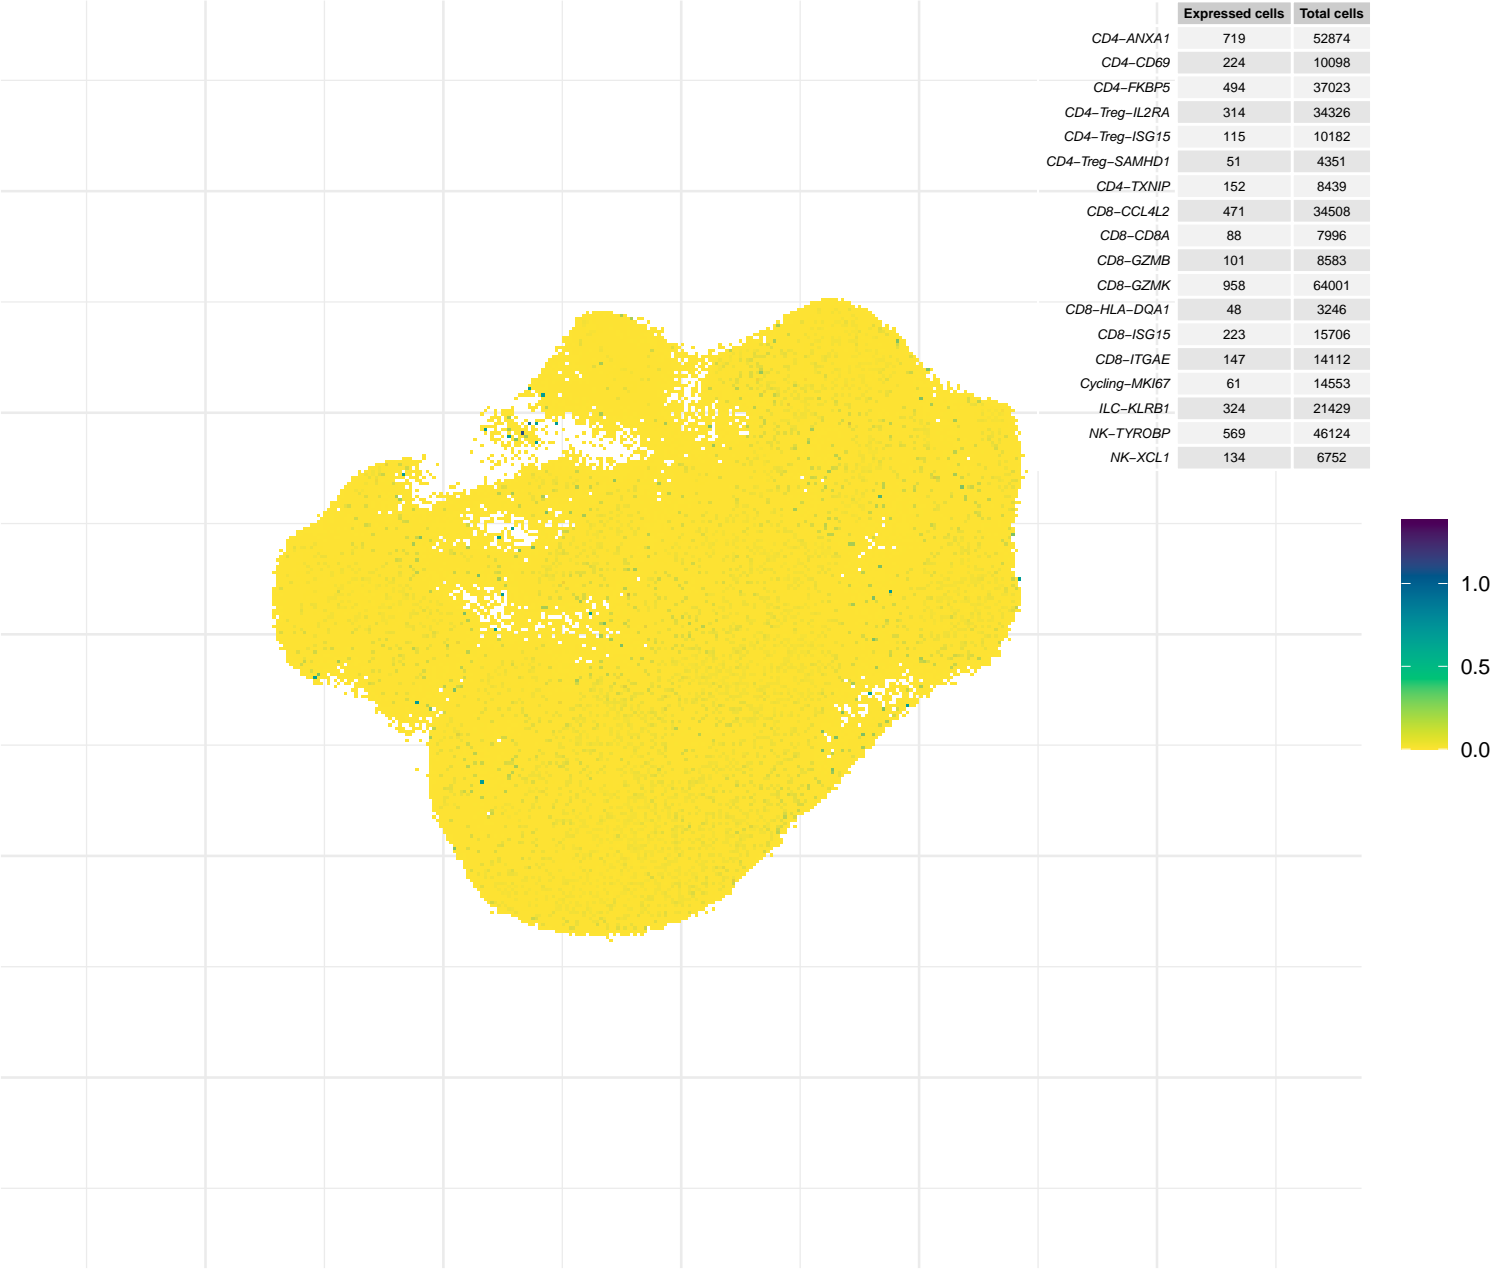 Expressed cells Total cells
CD4−ANXA1 719 52874
CD4−CD69 224 10098
CD4−FKBP5 494 37023
CD4−Treg−IL2RA 314 34326
CD4−Treg−ISG15 115 10182
CD4−Treg−SAMHD1 51 4351
CD4−TXNIP 152 8439
CD8−CCL4L2 471 34508
CD8−CD8A 88 7996
CD8−GZMB 101 8583
CD8−GZMK 958 64001
CD8−HLA−DQA1 48 3246
CD8−ISG15 223 15706
CD8−ITGAE 147 14112
Cycling−MKI67 61 14553
ILC−KLRB1 324 21429
NK−TYROBP 569 46124
NK−XCL1 134 6752
1.0
0.5
0.0